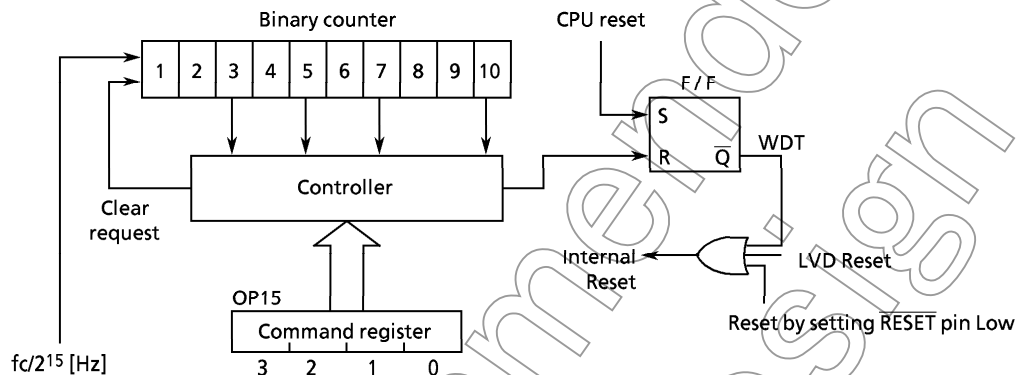 Binary counter
CPU reset
1 2 3 4 5 6 7 8 9 10
F / F
S
R Q̅
WDT
Controller
Clear
request
Internal
Reset
LVD Reset
OP15
Command register
Reset by setting R̅E̅S̅E̅T̅ pin Low
3 2 1 0
fc/2¹⁵ [Hz]